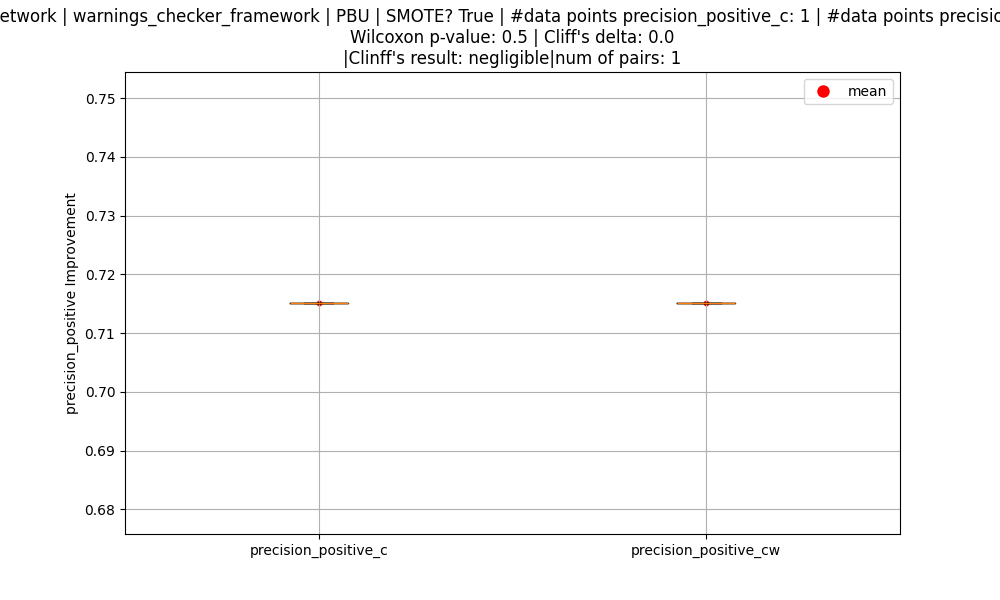 etwork | warnings_checker_framework | PBU | SMOTE? True | #data points precision_positive_c: 1 | #data points precisio
Wilcoxon p-value: 0.5 | Cliff's delta: 0.0
|Clinff's result: negligible|num of pairs: 1
mean
0.75
0.74
0.73
0.72
0.71
0.70
0.69
0.68
precision_positive Improvement
precision_positive_c
precision_positive_cw